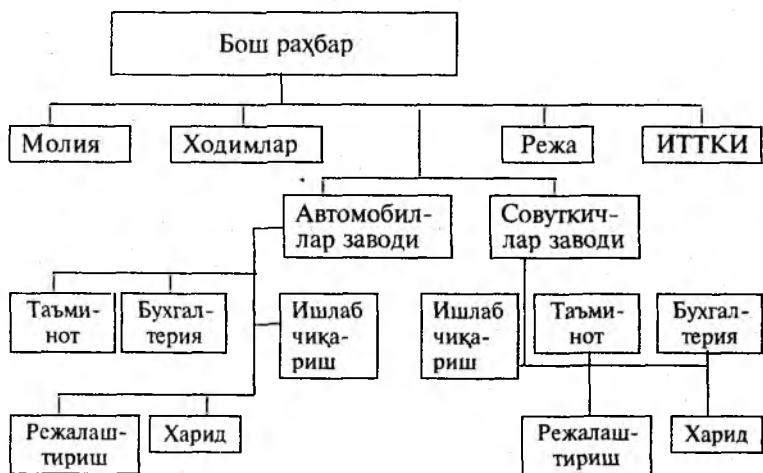 Бош раҳбар
Молия
Ходимлар
Режа
ИТТКИ
Автомобил-
лар заводи
Совуткич-
лар заводи
Таъми-
нот
Бухгал-
терия
Ишлаб
чиқа-
риш
Ишлаб
чиқа-
риш
Таъми-
нот
Бухгал-
терия
Режалаш-
тириш
Харид
Режалаш-
тириш
Харид